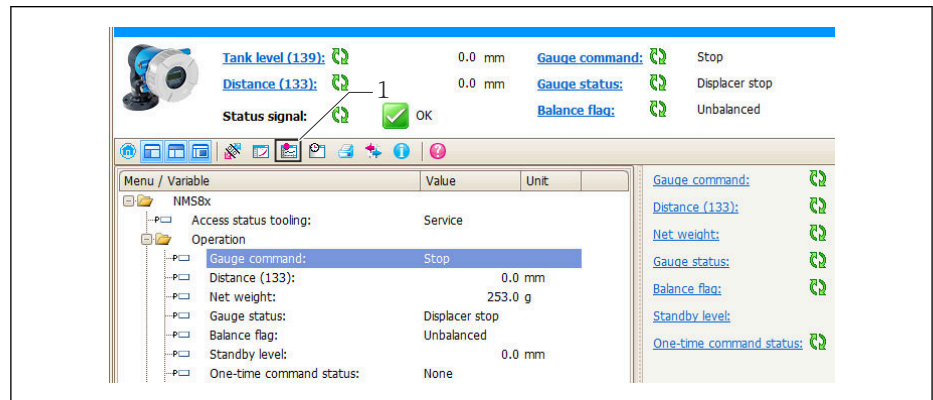 Tank level (139): 0.0 mm Gauge command: Stop
Distance (133): 0.0 mm Gauge status: Displacer stop
1
Status signal: OK Balance flag: Unbalanced
Menu / Variable Value Unit
NMS8x
Access status tooling: Service
Operation
Gauge command: Stop
Distance (133): 0.0 mm
Net weight: 253.0 g
Gauge status: Displacer stop
Balance flag: Unbalanced
Standby level: 0.0 mm
One-time command status: None
Gauge command:
Distance (133):
Net weight:
Gauge status:
Balance flag:
Standby level:
One-time command status: